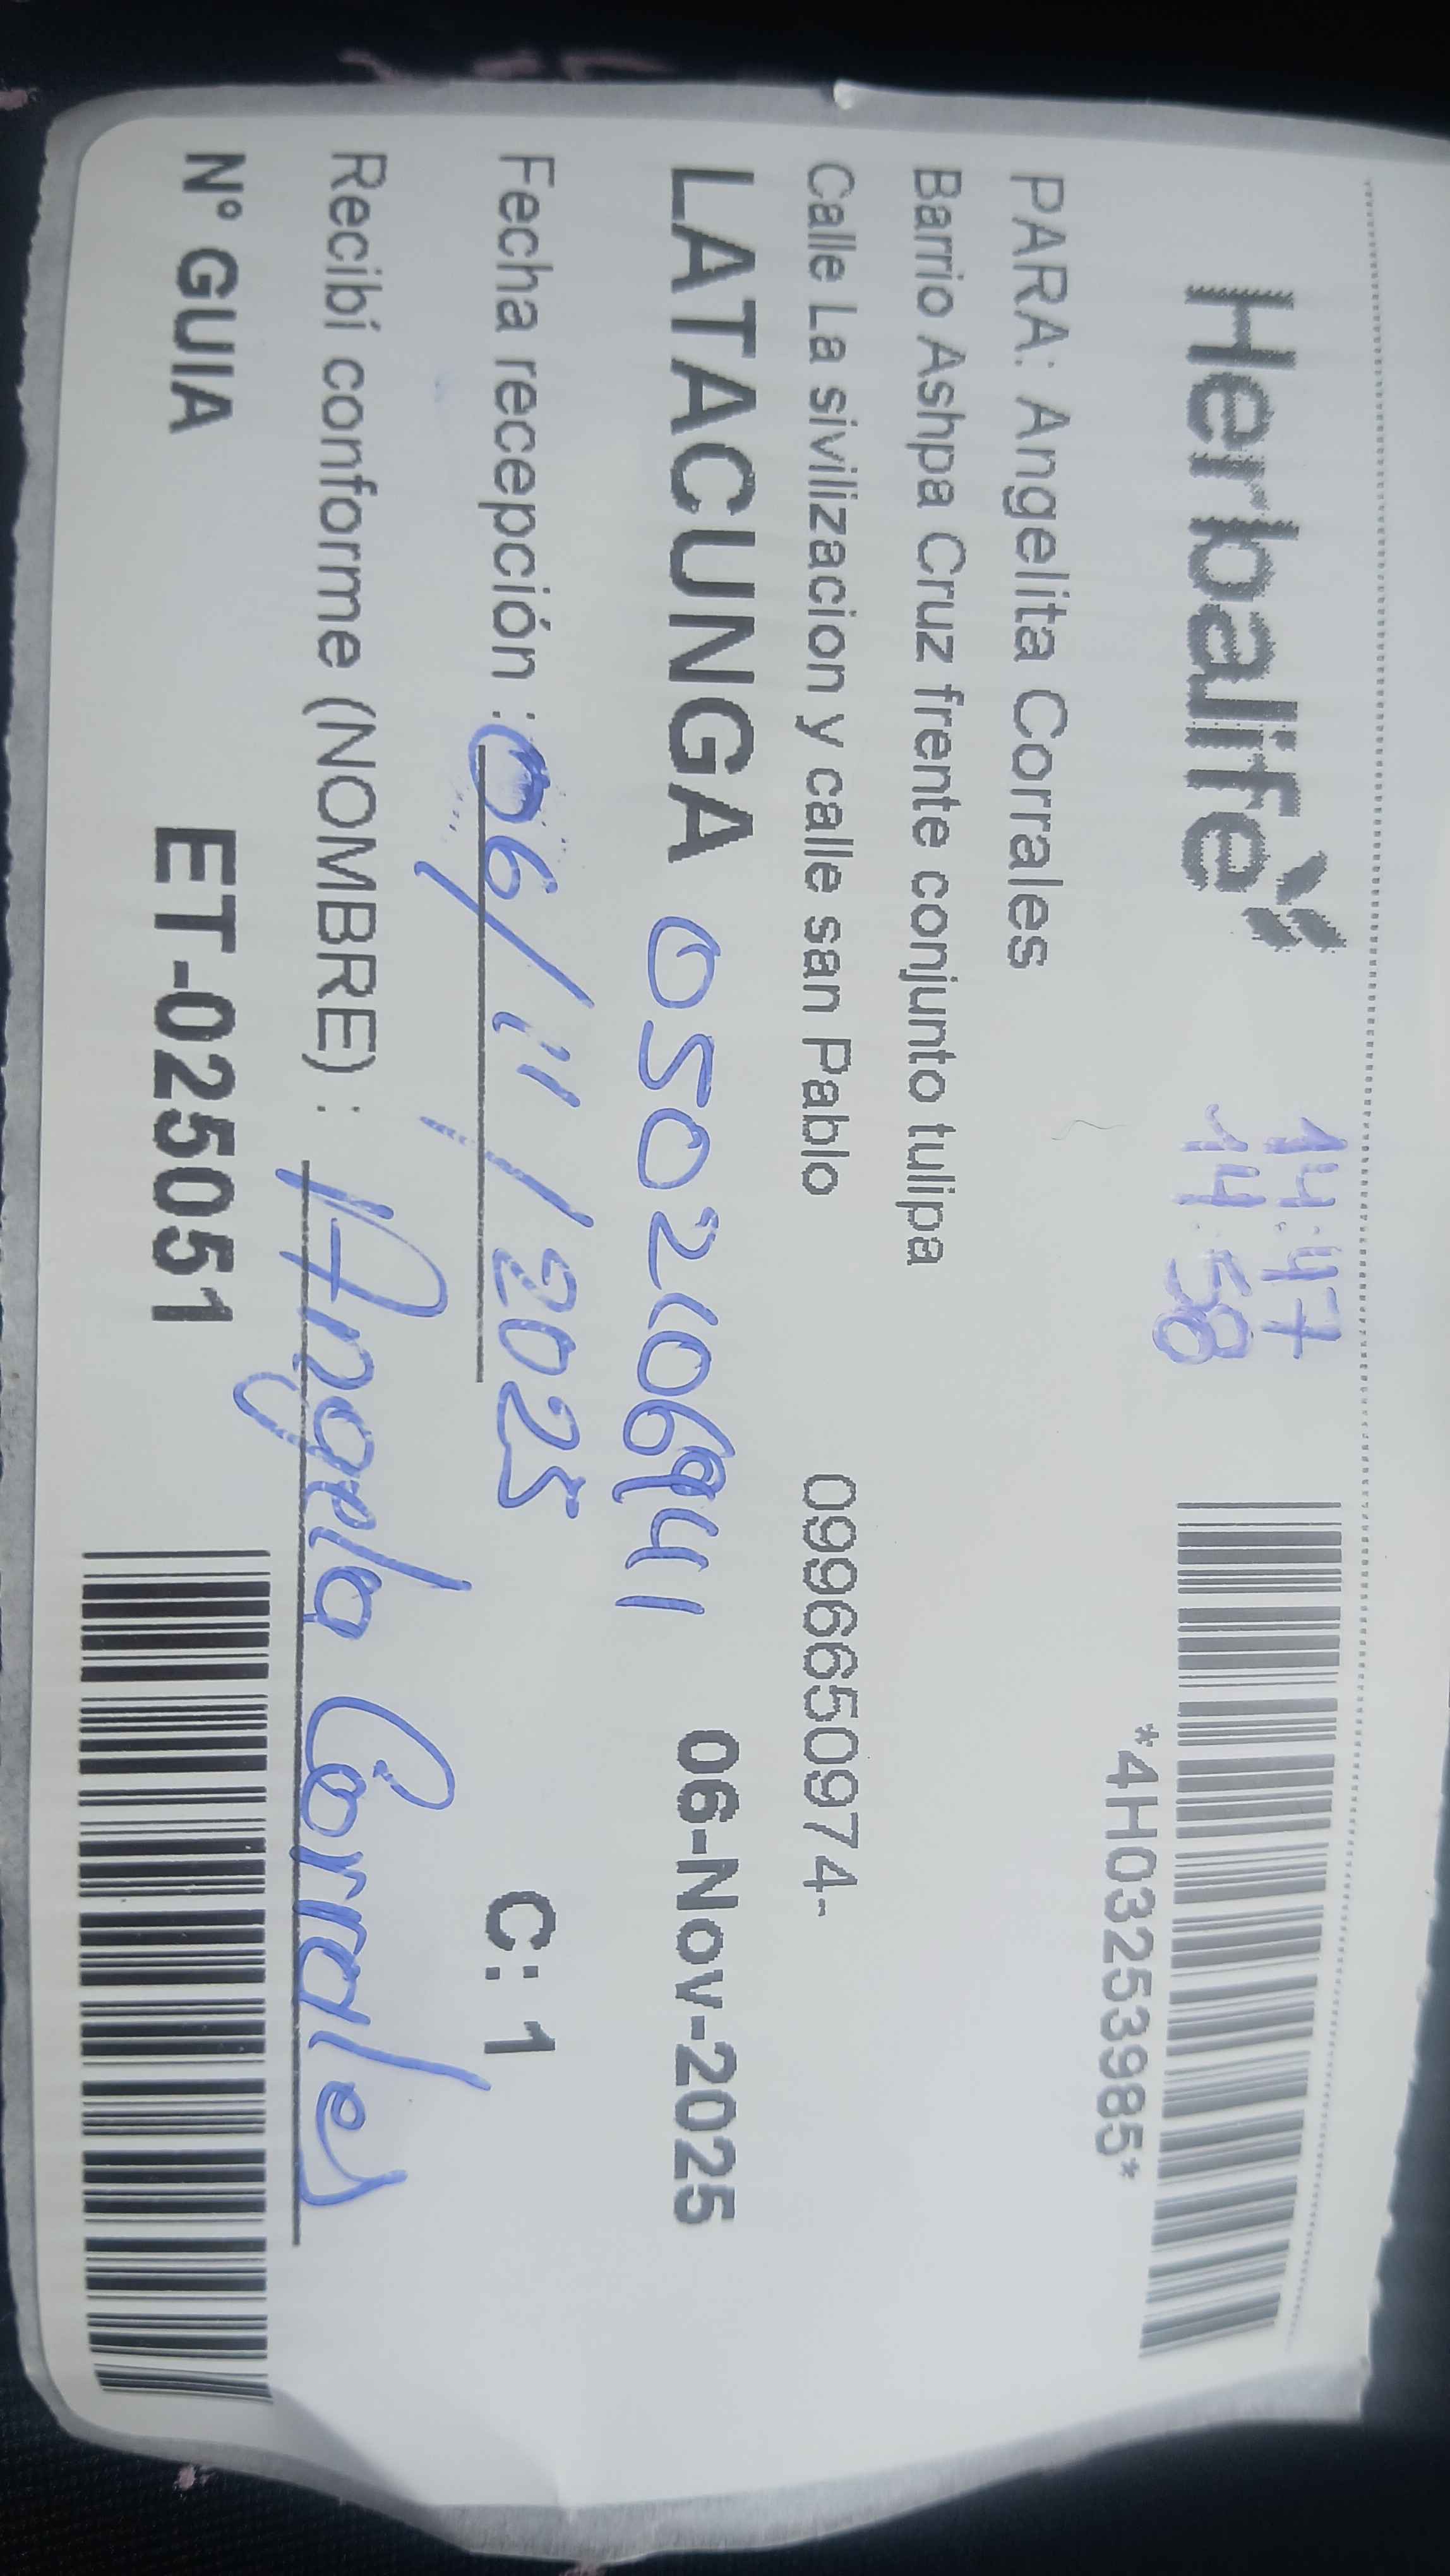 Herbalife
14:47
14:58
*4H03253985*
PARA: Angelita Corrales
Barrio Ashpa Cruz frente conjunto tulipa
Calle La sivilizacion y calle san Pablo 0996650974-
LATACUNGA 0502106941 06-Nov-2025
Fecha recepción : 06/11/2025 C: 1
Recibí conforme (NOMBRE) : Angela Corrales
N° GUIA ET-025051